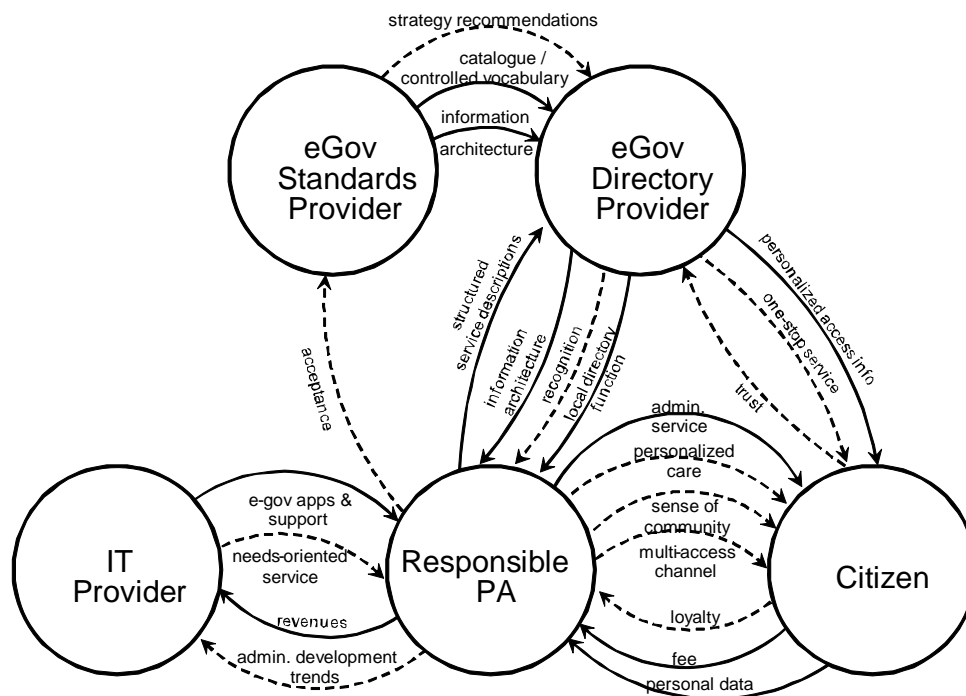 strategy recommendations
catalogue /
controlled vocabulary
information
architecture
eGov
Standards
Provider
eGov
Directory
Provider
structured
service descriptions
information
architecture
recognition
local directory
function
personalized access info
one-stop service
trust
acceptance
admin.
service
personalized
care
sense of
community
multi-access
channel
loyalty
fee
personal data
e-gov apps &
support
needs-oriented
service
revenues
admin. development
trends
IT
Provider
Responsible
PA
Citizen